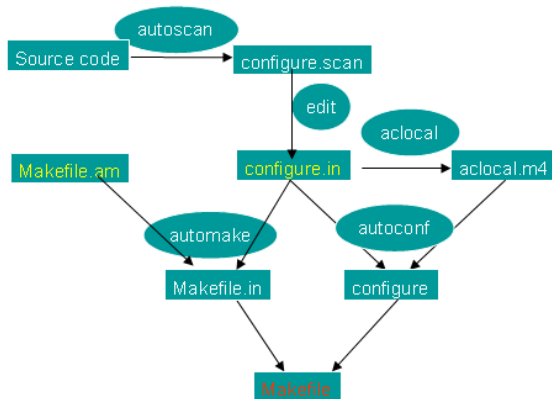 autoscan
Source code
configure.scan
edit
aclocal
Makefile.am
configure.in
aclocal.m4
automake
autoconf
Makefile.in
configure
Makefile